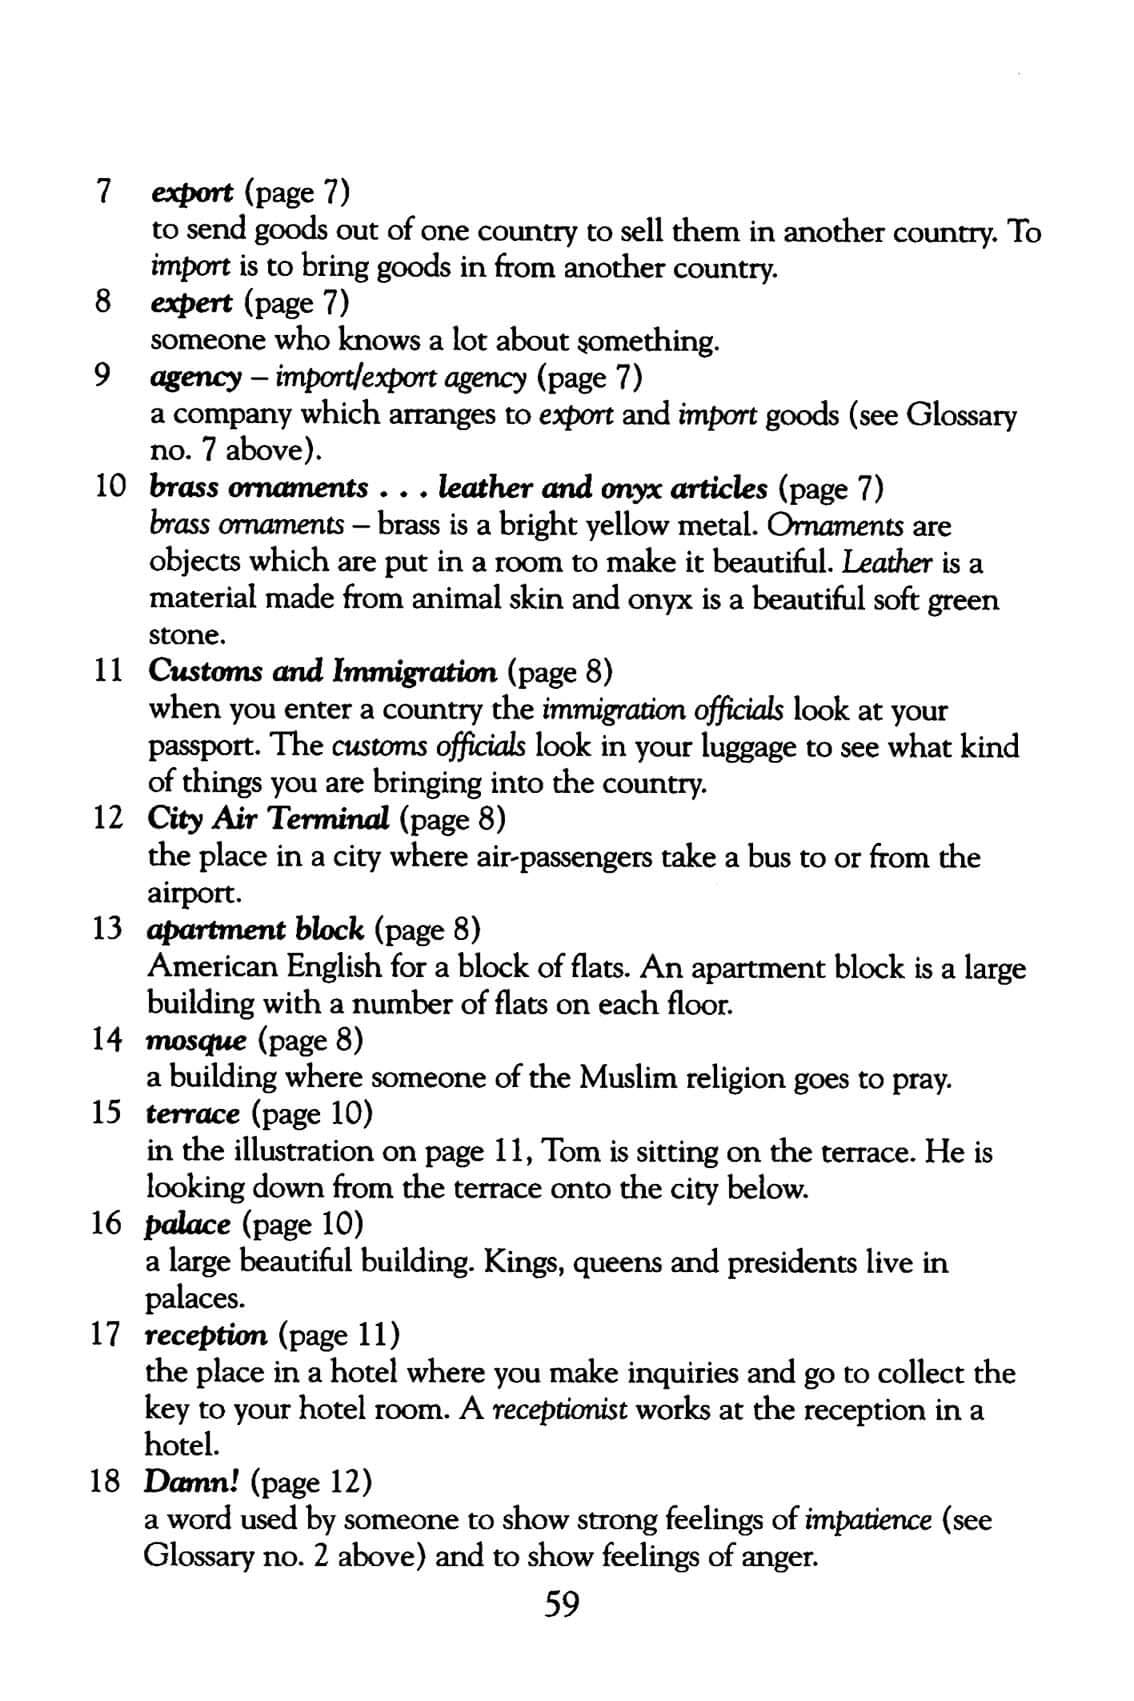 7 export (page 7)
to send goods out of one country to sell them in another country. To
import is to bring goods in from another country.
8 expert (page 7)
someone who knows a lot about something.
9 agency – import/export agency (page 7)
a company which arranges to export and import goods (see Glossary
no. 7 above).
10 brass ornaments . . . leather and onyx articles (page 7)
brass ornaments – brass is a bright yellow metal. Ornaments are
objects which are put in a room to make it beautiful. Leather is a
material made from animal skin and onyx is a beautiful soft green
stone.
11 Customs and Immigration (page 8)
when you enter a country the immigration officials look at your
passport. The customs officials look in your luggage to see what kind
of things you are bringing into the country.
12 City Air Terminal (page 8)
the place in a city where air-passengers take a bus to or from the
airport.
13 apartment block (page 8)
American English for a block of flats. An apartment block is a large
building with a number of flats on each floor.
14 mosque (page 8)
a building where someone of the Muslim religion goes to pray.
15 terrace (page 10)
in the illustration on page 11, Tom is sitting on the terrace. He is
looking down from the terrace onto the city below.
16 palace (page 10)
a large beautiful building. Kings, queens and presidents live in
palaces.
17 reception (page 11)
the place in a hotel where you make inquiries and go to collect the
key to your hotel room. A receptionist works at the reception in a
hotel.
18 Damn! (page 12)
a word used by someone to show strong feelings of impatience (see
Glossary no. 2 above) and to show feelings of anger.
59